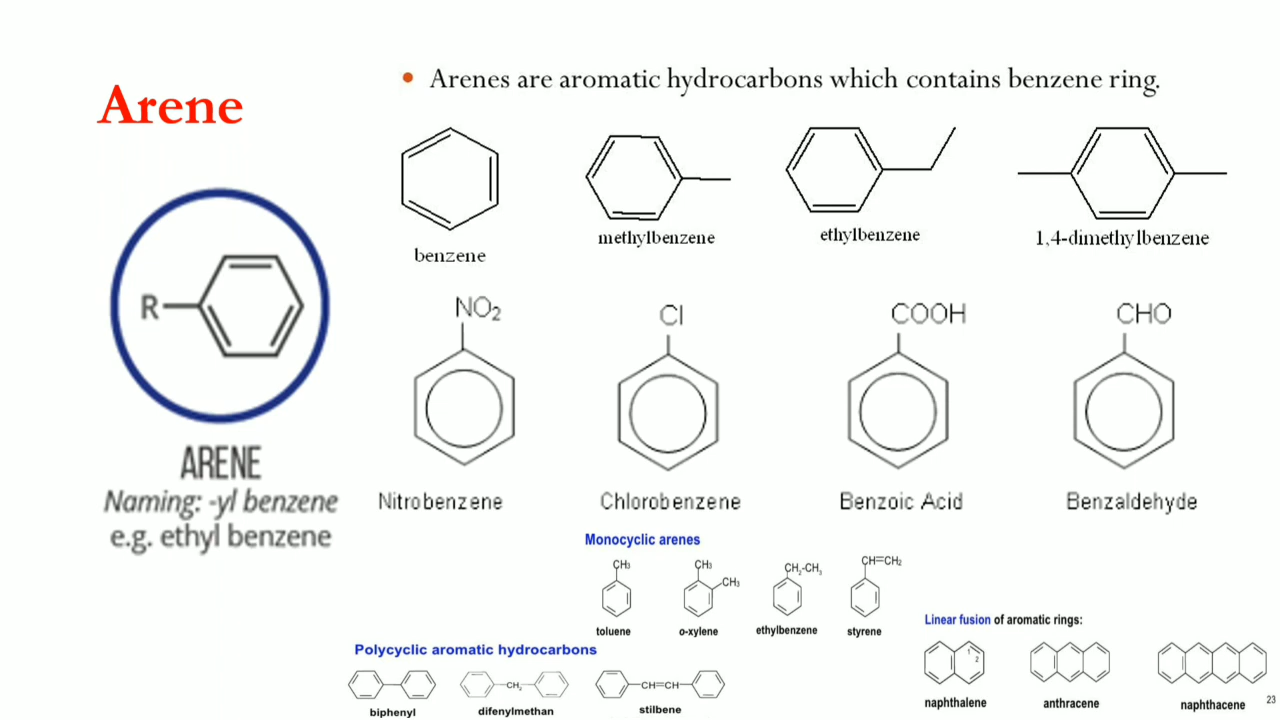 Arene
• Arenes are aromatic hydrocarbons which contains benzene ring.
benzene
methylbenzene
ethylbenzene
1,4-dimethylbenzene
R
ARENE
Naming: -yl benzene
e.g. ethyl benzene
NO2
Nitrobenzene
Cl
Chlorobenzene
COOH
Benzoic Acid
CHO
Benzaldehyde
Monocyclic arenes
CH3
toluene
CH3
CH3
o-xylene
CH2-CH3
ethylbenzene
CH=CH2
styrene
Polycyclic aromatic hydrocarbons
biphenyl
CH2
difenylmethan
CH=CH
stilbene
Linear fusion of aromatic rings:
1
2
naphthalene
anthracene
naphthacene
23